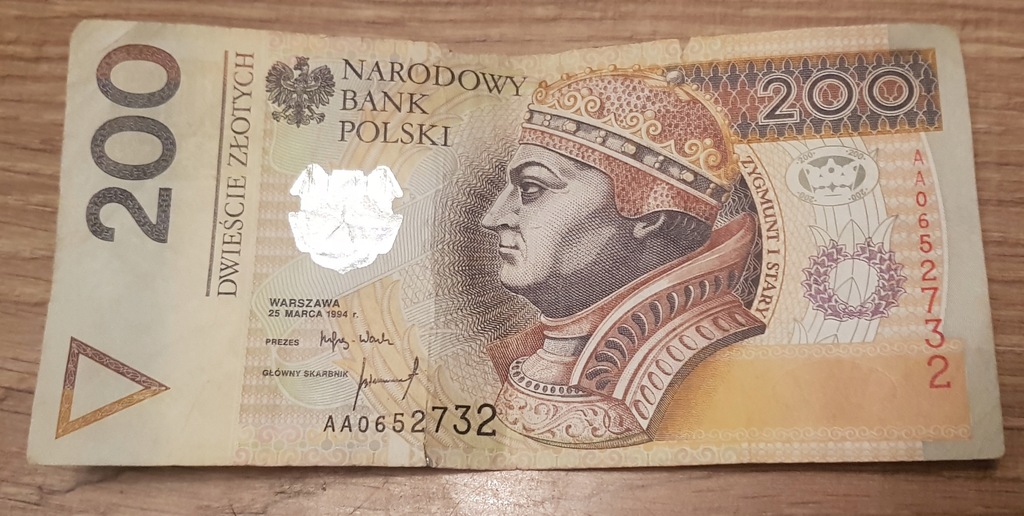 200
DWIEŚCIE ZŁOTYCH
NARODOWY
BANK
POLSKI
200
ZYGMUNT I STARY
AA0652732
WARSZAWA
25 MARCA 1994 r.
PREZES
GŁÓWNY SKARBNIK
AA0652732